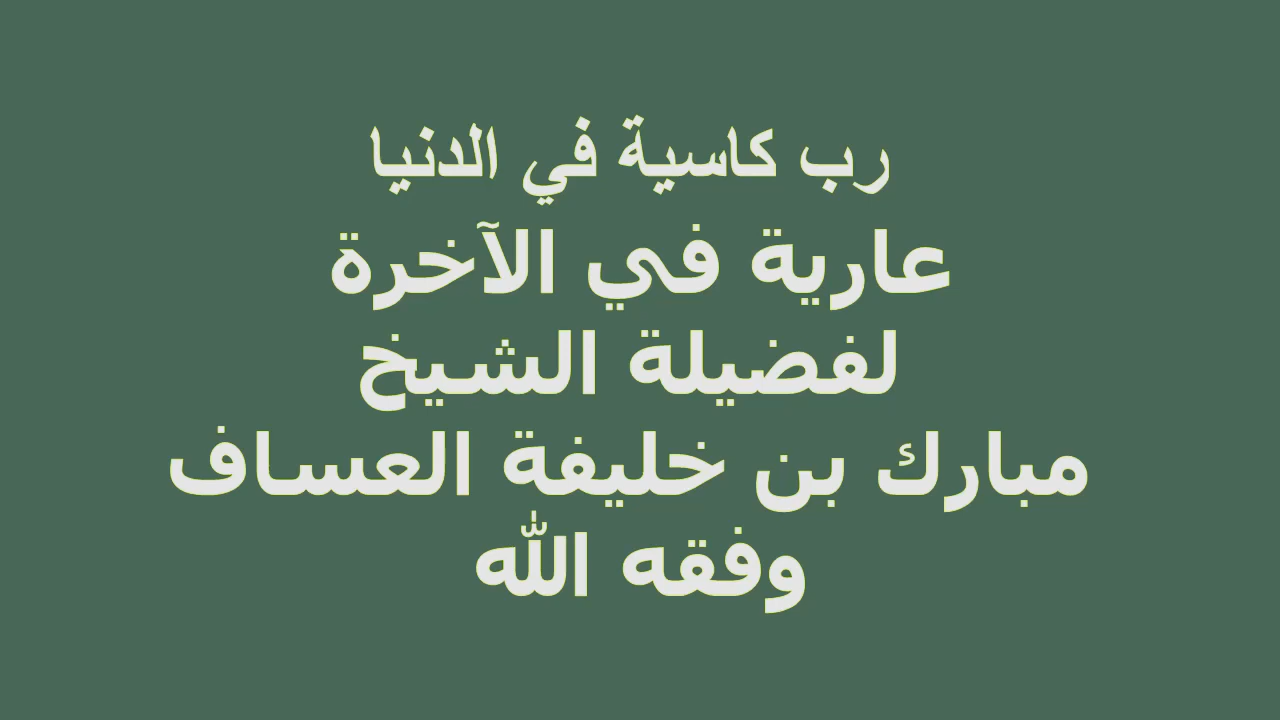 رب كاسية في الدنيا
عارية في الآخرة
لفضيلة الشيخ
مبارك بن خليفة العساف
وفقه الله